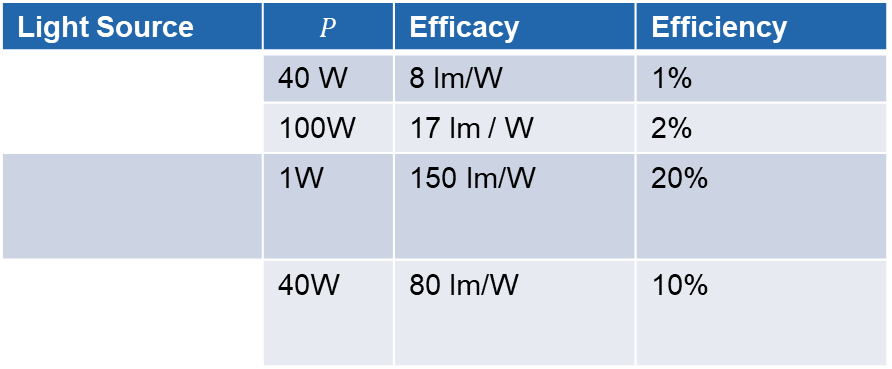 Light Source P Efficacy Efficiency
40 W 8 lm/W 1%
100W 17 lm / W 2%
1W 150 lm/W 20%
40W 80 lm/W 10%